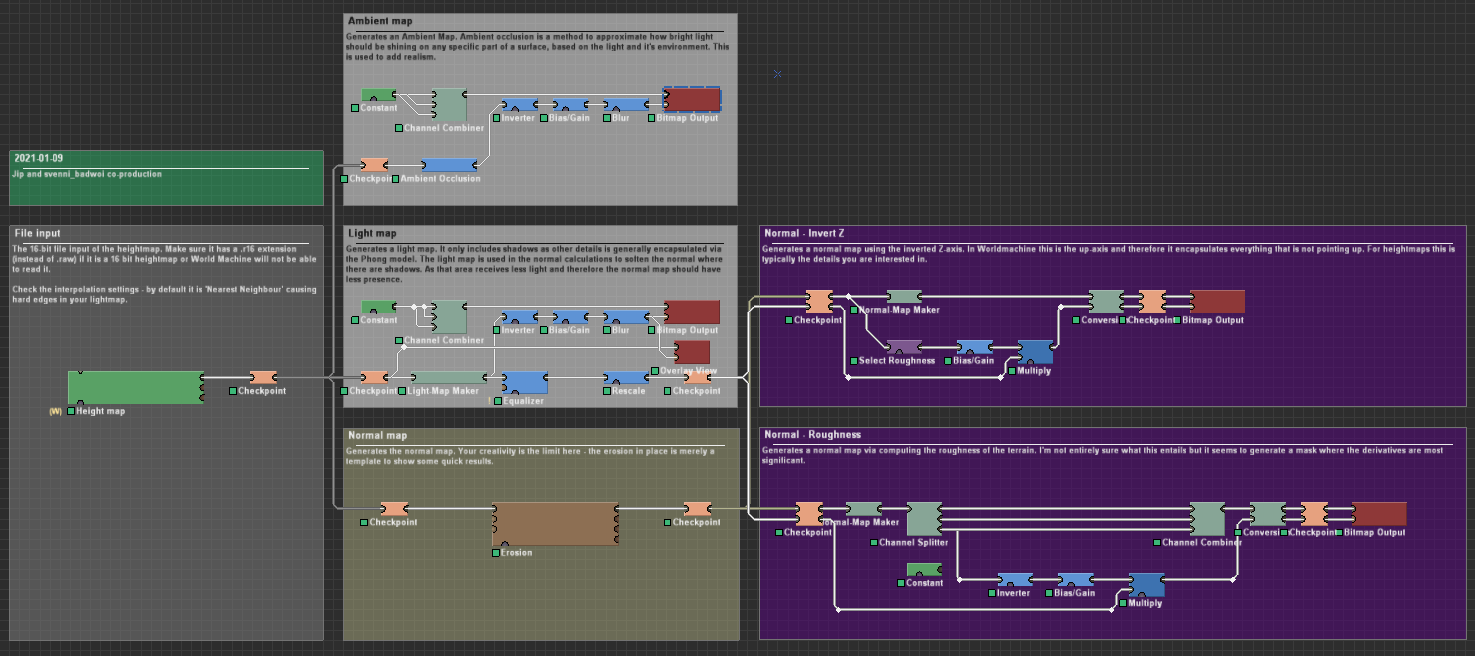 Ambient map
Generates an Ambient Map. Ambient occlusion is a method to approximate how bright light
should be shining on any specific part of a surface, based on the light and it's environment. This
is used to add realism.
Constant
Channel Combiner
Inverter
Bias/Gain
Blur
Bitmap Output
Checkpoint
Ambient Occlusion
2021-01-09
Jip and svenni_badwoi co-production
File input
The 16-bit file input of the heightmap. Make sure it has a .r16 extension
(instead of .raw) if it is a 16 bit heightmap or World Machine will not be able
to read it.
Check the interpolation settings - by default it is 'Nearest Neighbour' causing
hard edges in your lightmap.
(W)
Height map
Checkpoint
Light map
Generates a light map. It only includes shadows as other details is generally encapsulated via
the Phong model. The light map is used in the normal calculations to soften the normal where
there are shadows. As that area receives less light and therefore the normal map should have
less presence.
Constant
Channel Combiner
Inverter
Bias/Gain
Blur
Bitmap Output
Overlay View
Checkpoint
Light-Map Maker
!
Equalizer
Rescale
Checkpoint
Normal map
Generates the normal map. Your creativity is the limit here - the erosion in place is merely a
template to show some quick results.
Checkpoint
Erosion
Checkpoint
Normal - Invert Z
Generates a normal map using the inverted Z-axis. In Worldmachine this is the up-axis and therefore it encapsulates everything that is not pointing up. For heightmaps this is
typically the details you are interested in.
Checkpoint
Normal-Map Maker
Conversi
Checkpoint
Bitmap Output
Select Roughness
Bias/Gain
Multiply
Normal - Roughness
Generates a normal map via computing the roughness of the terrain. I'm not entirely sure what this entails but it seems to generate a mask where the derivatives are most
significant.
Checkpoint
ormal-Map Maker
Channel Splitter
Channel Combiner
Conversi
Checkpoint
Bitmap Output
Constant
Inverter
Bias/Gain
Multiply